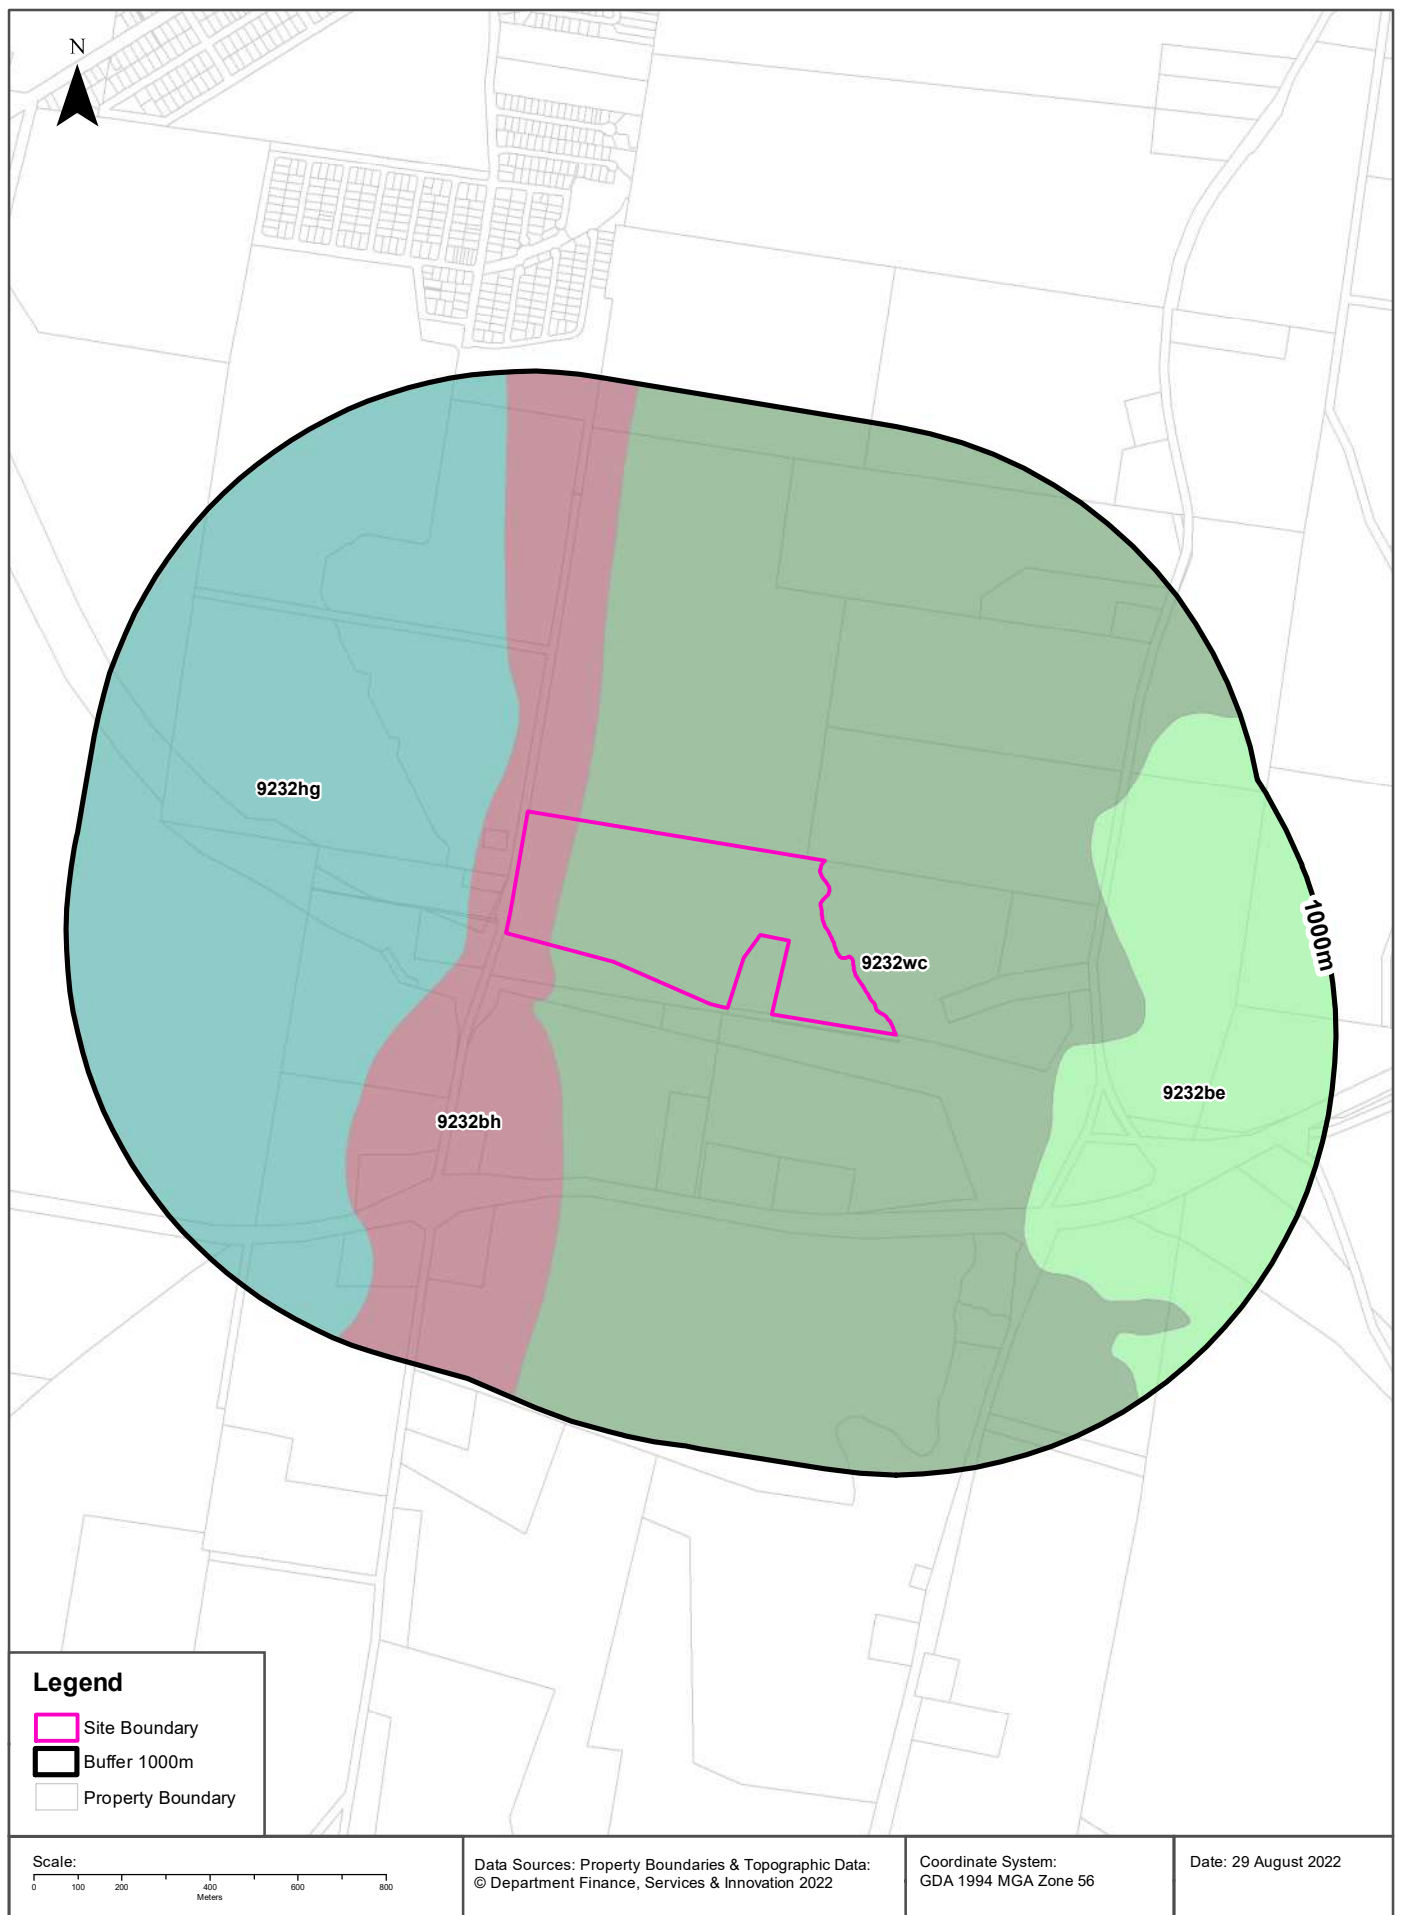 N
9232hg
1000m
9232wc
9232be
9232bh
Legend
Site Boundary
Buffer 1000m
Property Boundary
Scale:
0 100 200 400 600 800
Meters
Data Sources: Property Boundaries & Topographic Data:
© Department Finance, Services & Innovation 2022
Coordinate System:
GDA 1994 MGA Zone 56
Date: 29 August 2022